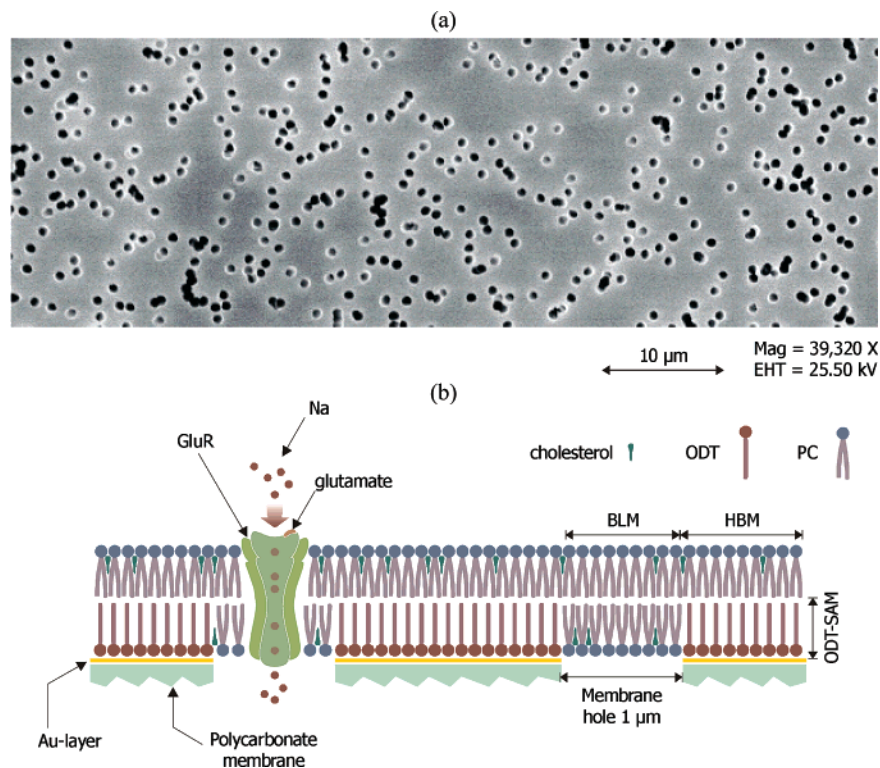 (a)
10 µm
Mag = 39,320 X
EHT = 25.50 kV
(b)
Na
GluR
glutamate
cholesterol
ODT
PC
BLM
HBM
ODT-SAM
Membrane
hole 1 µm
Au-layer
Polycarbonate
membrane